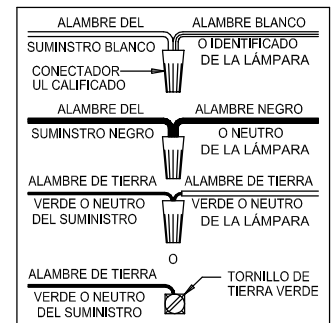 ALAMBRE DEL
SUMINSTRO BLANCO
ALAMBRE BLANCO
O IDENTIFICADO
DE LA LÁMPARA
CONECTADOR
UL CALIFICADO
ALAMBRE DEL
SUMINSTRO NEGRO
ALAMBRE NEGRO
O NEUTRO
DE LA LÁMPARA
ALAMBRE DE TIERRA
VERDE O NEUTRO
DEL SUMINISTRO
ALAMBRE DE TIERRA
VERDE O NEUTRO
DE LA LÁMPARA
O
ALAMBRE DE TIERRA
VERDE O NEUTRO
DEL SUMINISTRO
TORNILLO DE
TIERRA VERDE